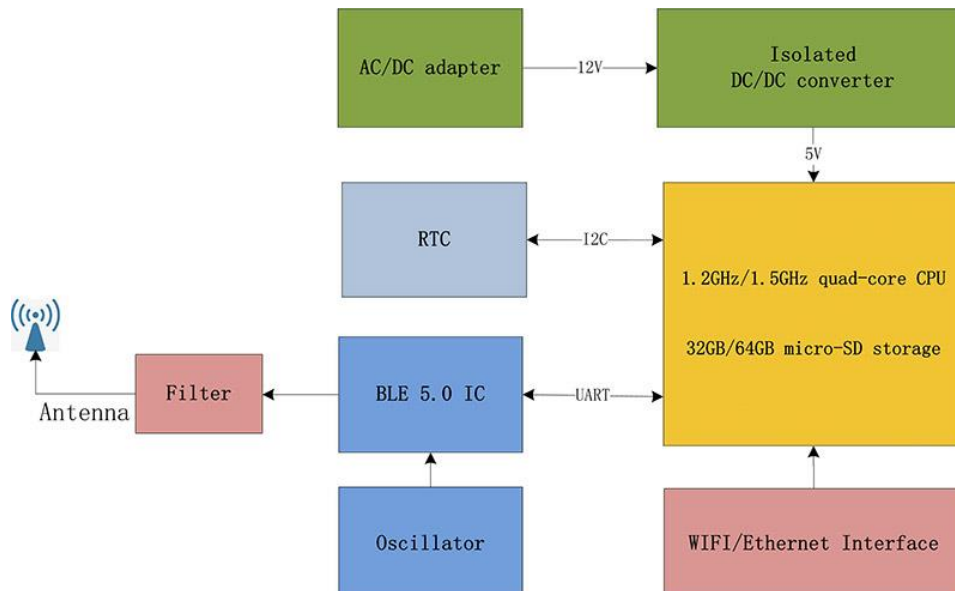 AC/DC adapter
12V
Isolated
DC/DC converter
5V
RTC
I2C
1.2GHz/1.5GHz quad-core CPU
32GB/64GB micro-SD storage
Antenna
Filter
BLE 5.0 IC
UART
Oscillator
WIFI/Ethernet Interface